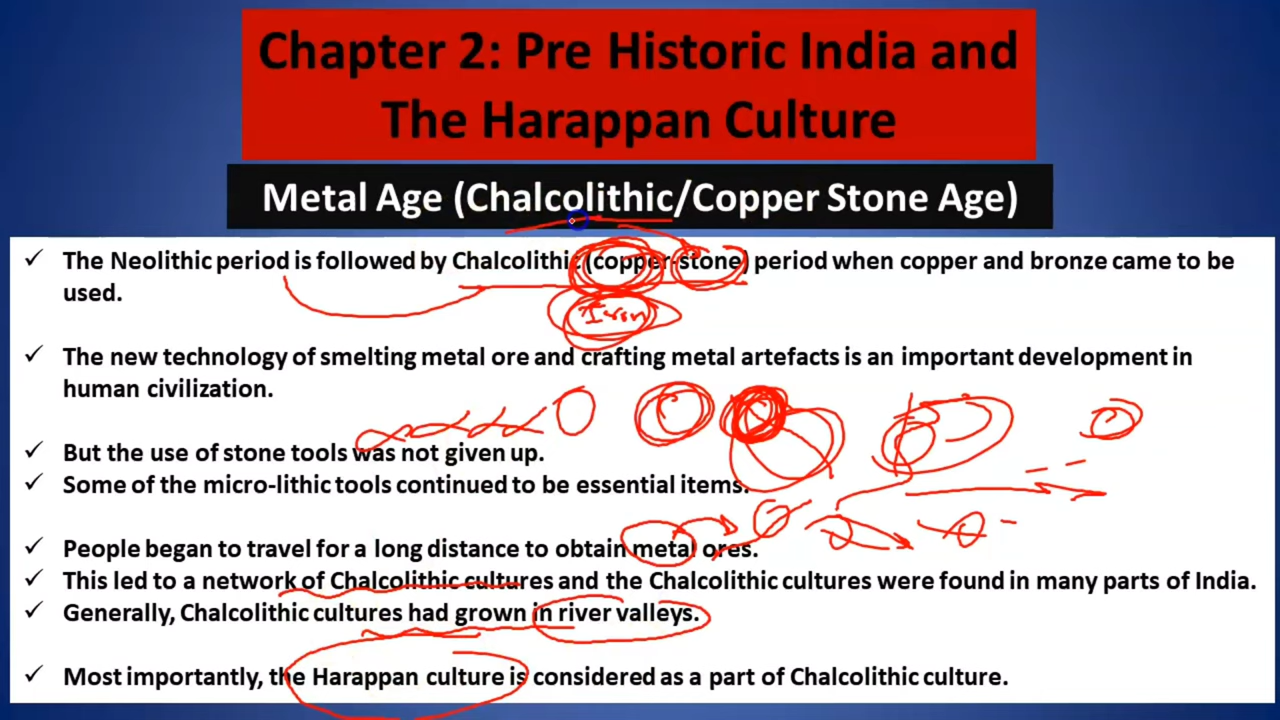 Chapter 2: Pre Historic India and
The Harappan Culture
Metal Age (Chalcolithic/Copper Stone Age)
✓ The Neolithic period is followed by Chalcolithic (copper-stone) period when copper and bronze came to be
used.
Iron
✓ The new technology of smelting metal ore and crafting metal artefacts is an important development in
human civilization.
✓ But the use of stone tools was not given up.
✓ Some of the micro-lithic tools continued to be essential items.
✓ People began to travel for a long distance to obtain metal ores.
✓ This led to a network of Chalcolithic cultures and the Chalcolithic cultures were found in many parts of India.
✓ Generally, Chalcolithic cultures had grown in river valleys.
✓ Most importantly, the Harappan culture is considered as a part of Chalcolithic culture.